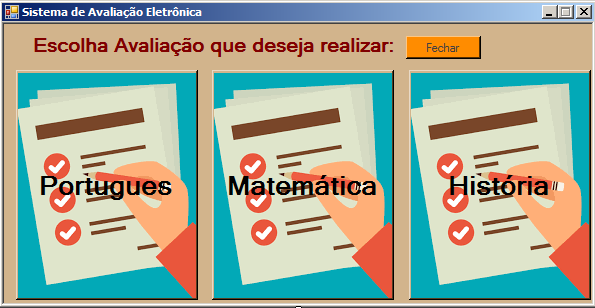 Sistema de Avaliação Eletrônica
Escolha Avaliação que deseja realizar:
Fechar
Portugues
Matemática
História